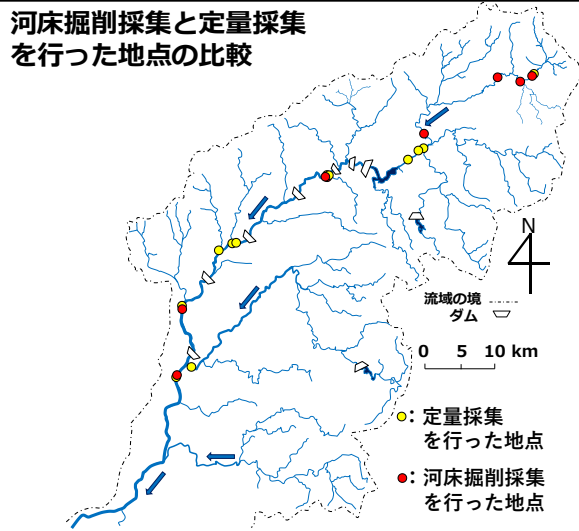 河床掘削採集と定量採集
を行った地点の比較
N
流域の境
ダム
0 5 10 km
: 定量採集
を行った地点
: 河床掘削採集
を行った地点